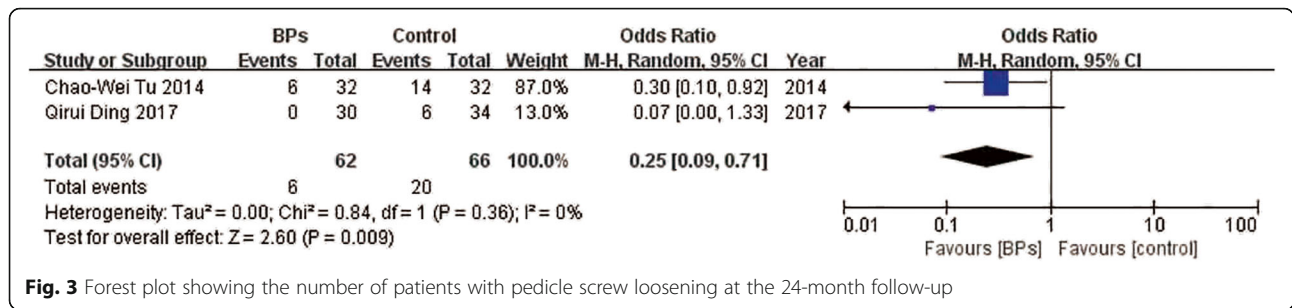 BPs Control Odds Ratio Odds Ratio
Study or Subgroup Events Total Events Total Weight M-H, Random, 95% CI Year M-H, Random, 95% CI
Chao-Wei Tu 2014 6 32 14 32 87.0% 0.30 [0.10, 0.92] 2014
Qirui Ding 2017 0 30 6 34 13.0% 0.07 [0.00, 1.33] 2017
Total (95% CI) 62 66 100.0% 0.25 [0.09, 0.71]
Total events 6 20
Heterogeneity: Tau² = 0.00; Chi² = 0.84, df = 1 (P = 0.36); I² = 0%
Test for overall effect: Z = 2.60 (P = 0.009)
0.01 0.1 1 10 100
Favours [BPs] Favours [control]
Fig. 3 Forest plot showing the number of patients with pedicle screw loosening at the 24-month follow-up